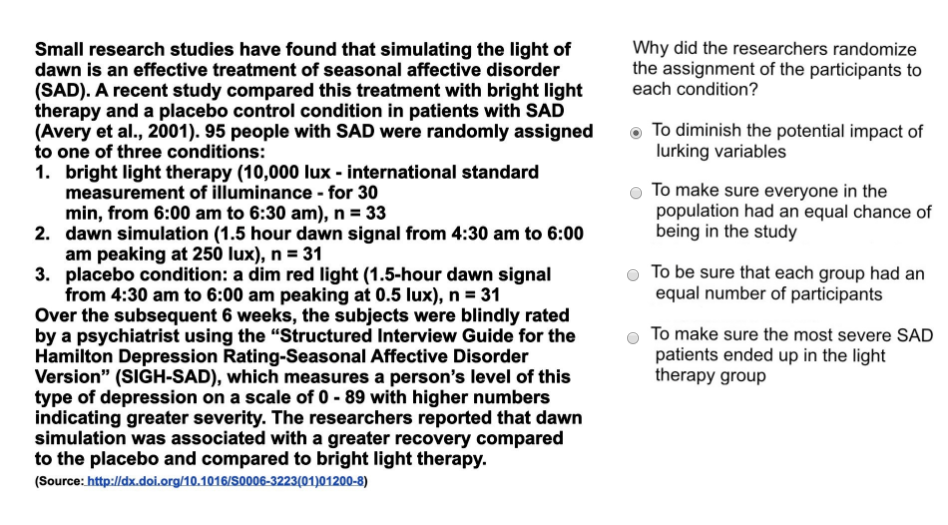 Small research studies have found that simulating the light of
dawn is an effective treatment of seasonal affective disorder
(SAD). A recent study compared this treatment with bright light
therapy and a placebo control condition in patients with SAD
(Avery et al., 2001). 95 people with SAD were randomly assigned
to one of three conditions:
1. bright light therapy (10,000 lux - international standard
measurement of illuminance - for 30
min, from 6:00 am to 6:30 am), n = 33
2. dawn simulation (1.5 hour dawn signal from 4:30 am to 6:00
am peaking at 250 lux), n = 31
3. placebo condition: a dim red light (1.5-hour dawn signal
from 4:30 am to 6:00 am peaking at 0.5 lux), n = 31
Over the subsequent 6 weeks, the subjects were blindly rated
by a psychiatrist using the “Structured Interview Guide for the
Hamilton Depression Rating-Seasonal Affective Disorder
Version” (SIGH-SAD), which measures a person’s level of this
type of depression on a scale of 0 - 89 with higher numbers
indicating greater severity. The researchers reported that dawn
simulation was associated with a greater recovery compared
to the placebo and compared to bright light therapy.
(Source: http://dx.doi.org/10.1016/S0006-3223(01)01200-8)
Why did the researchers randomize
the assignment of the participants to
each condition?
To diminish the potential impact of
lurking variables
To make sure everyone in the
population had an equal chance of
being in the study
To be sure that each group had an
equal number of participants
To make sure the most severe SAD
patients ended up in the light
therapy group